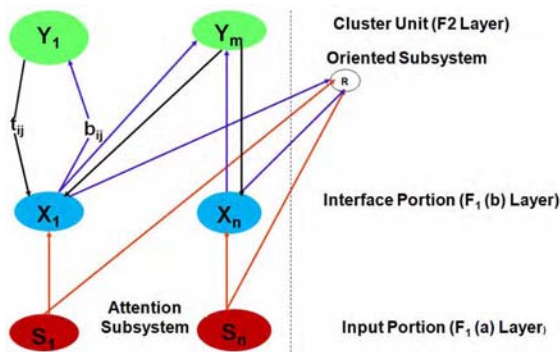 Y1
Ym
Cluster Unit (F2 Layer)
Oriented Subsystem
R
tij
bij
X1
Xn
Interface Portion (F1 (b) Layer)
Attention
Subsystem
S1
Sn
Input Portion (F1 (a) Layer)